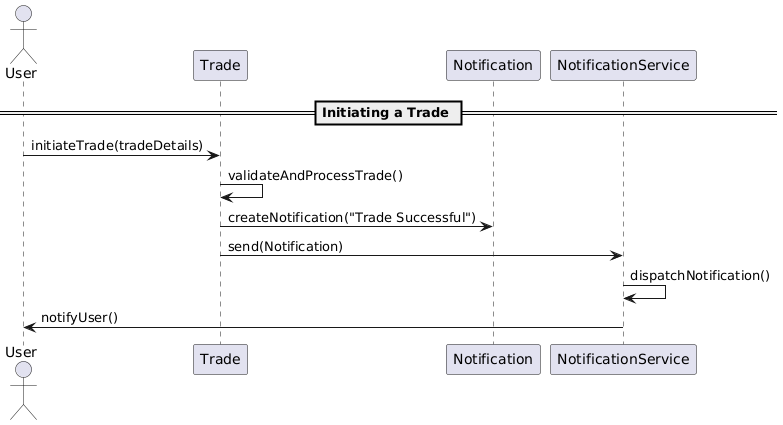 User
Trade
Notification
NotificationService
Initiating a Trade
initiateTrade(tradeDetails)
validateAndProcessTrade()
createNotification("Trade Successful")
send(Notification)
dispatchNotification()
notifyUser()
User
Trade
Notification
NotificationService